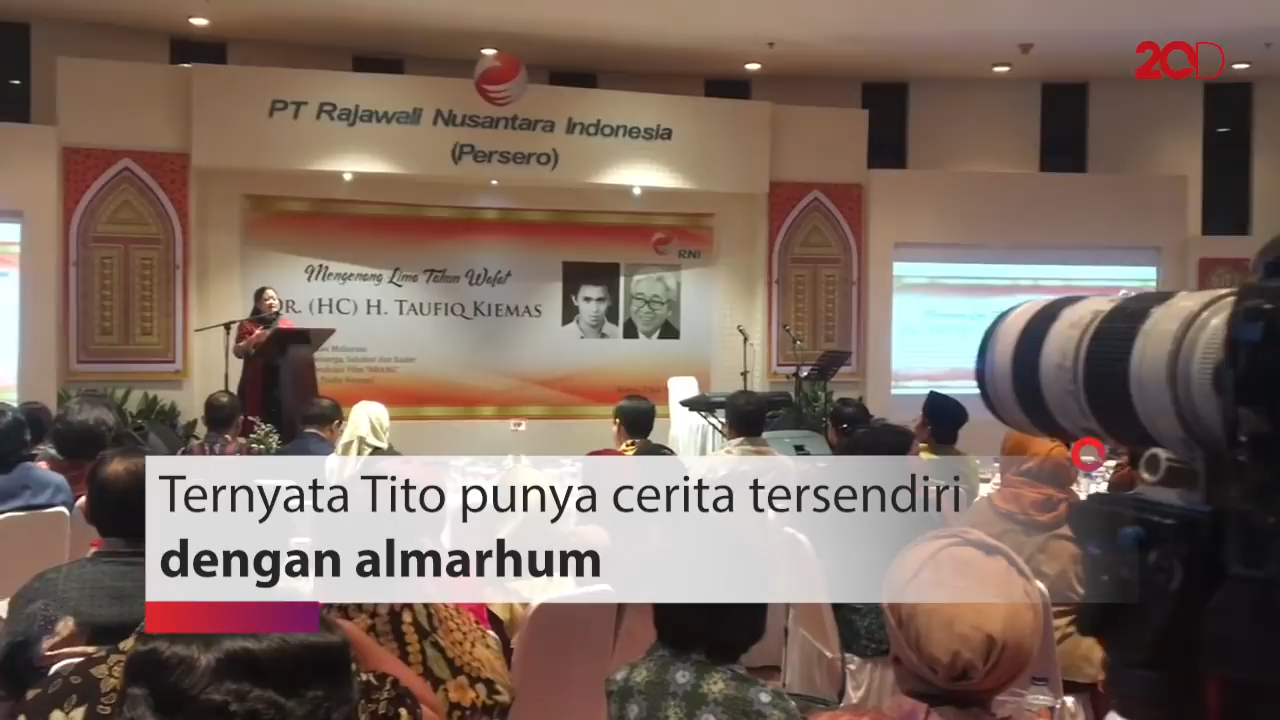 20D
PT Rajawali Nusantara Indonesia
(Persero)
RNI
Mengenang Lima Tahun Wafat
DR. (HC) H. TAUFIQ KIEMAS
Ternyata Tito punya cerita tersendiri
dengan almarhum